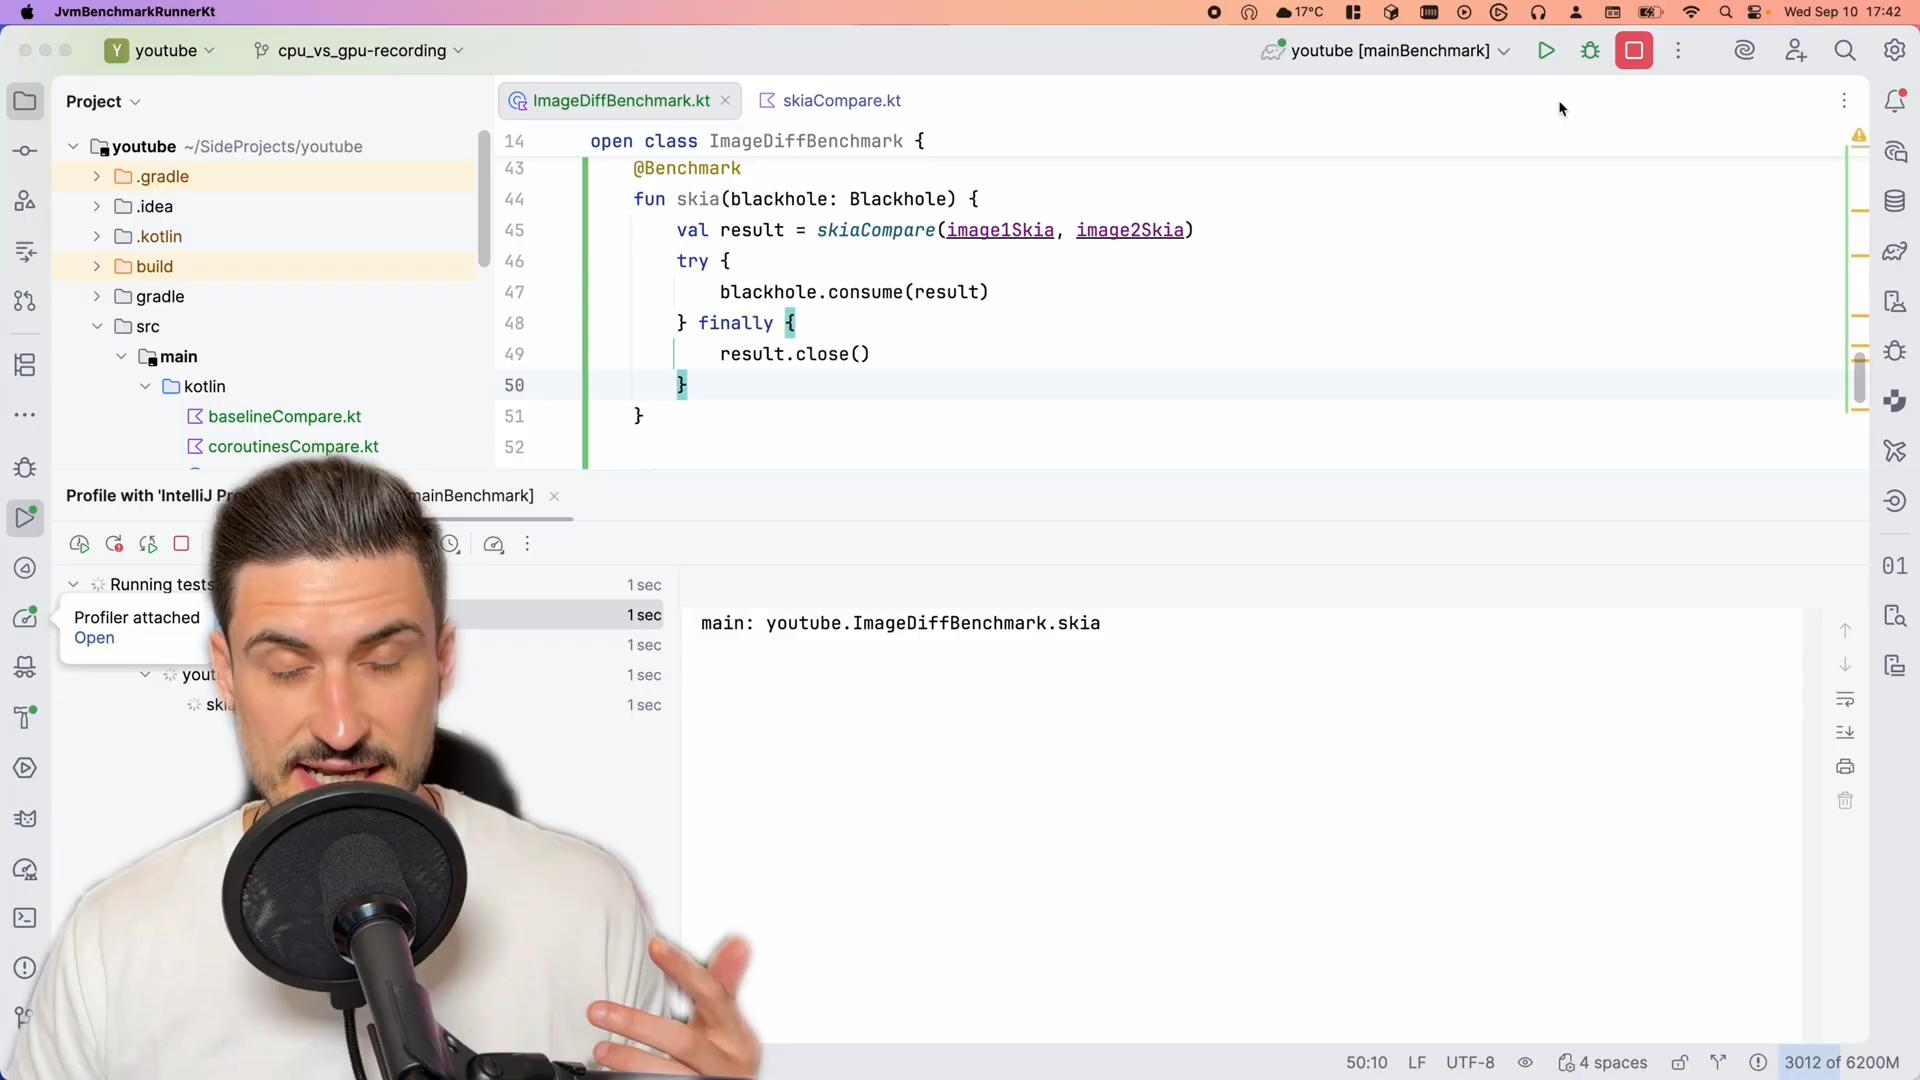 JvmBenchmarkRunnerKt
17°C
Wed Sep 10 17:42
Y youtube
cpu_vs_gpu-recording
youtube [mainBenchmark]
Project
ImageDiffBenchmark.kt
skiaCompare.kt
youtube ~/SideProjects/youtube
.gradle
.idea
.kotlin
build
gradle
src
main
kotlin
baselineCompare.kt
coroutinesCompare.kt
14 open class ImageDiffBenchmark {
43 @Benchmark
44 fun skia(blackhole: Blackhole) {
45 val result = skiaCompare(image1Skia, image2Skia)
46 try {
47 blackhole.consume(result)
48 } finally {
49 result.close()
50 }
51 }
52
Profile with 'IntelliJ
mainBenchmark]
Running tests 1 sec
1 sec
1 sec
1 sec
1 sec
Profiler attached
Open
main: youtube.ImageDiffBenchmark.skia
01
50:10 LF UTF-8 4 spaces 3012 of 6200M